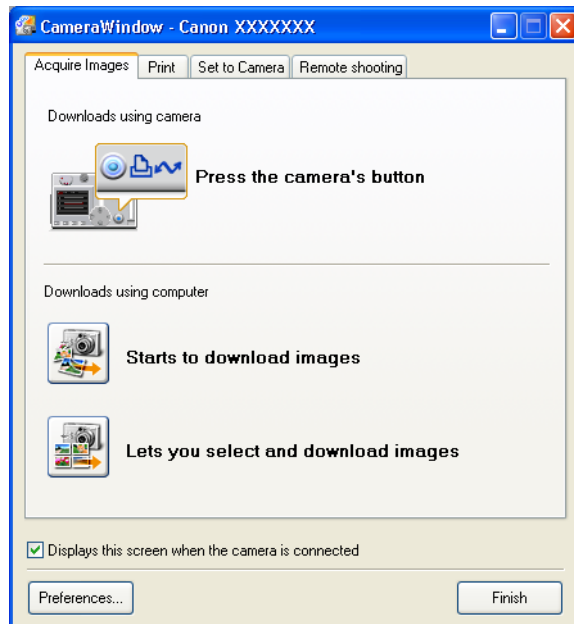 CameraWindow - Canon XXXXXXX
Acquire Images Print Set to Camera Remote shooting
Downloads using camera
Press the camera's button
Downloads using computer
Starts to download images
Lets you select and download images
Displays this screen when the camera is connected
Preferences... Finish